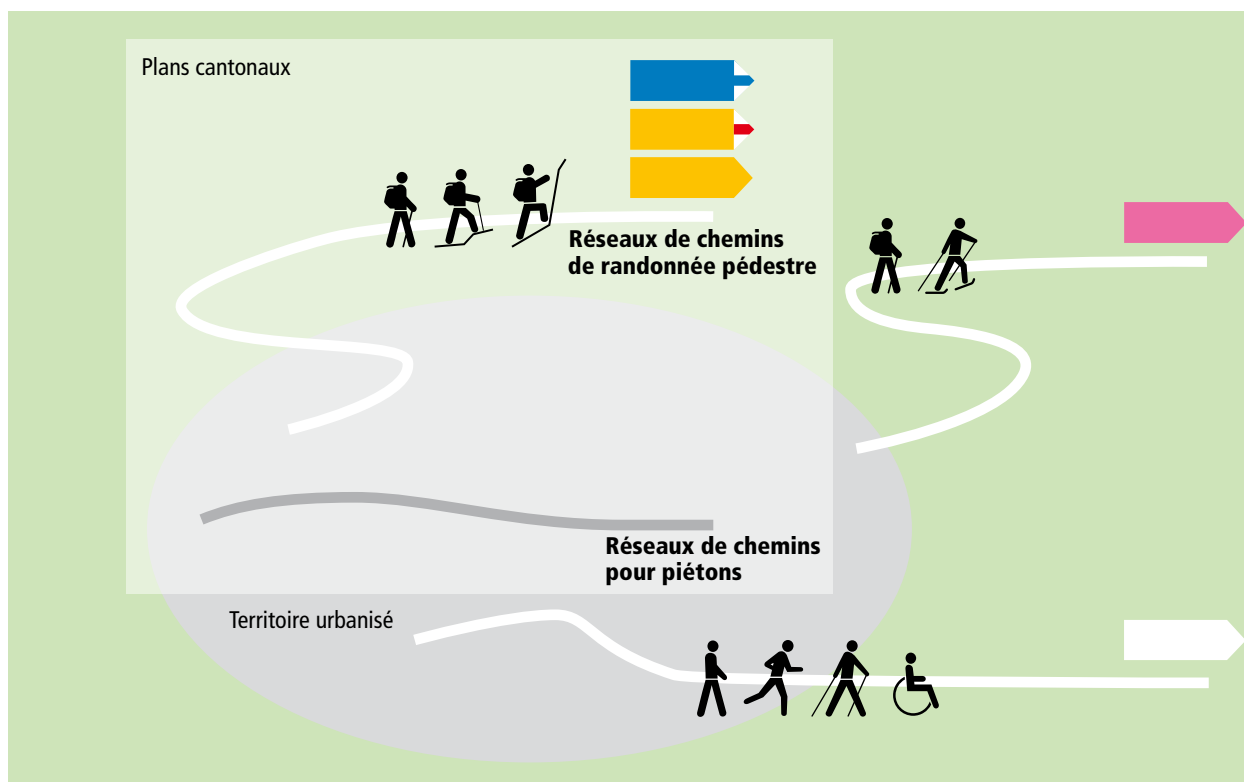 Plans cantonaux
Réseaux de chemins
de randonnée pédestre
Réseaux de chemins
pour piétons
Territoire urbanisé